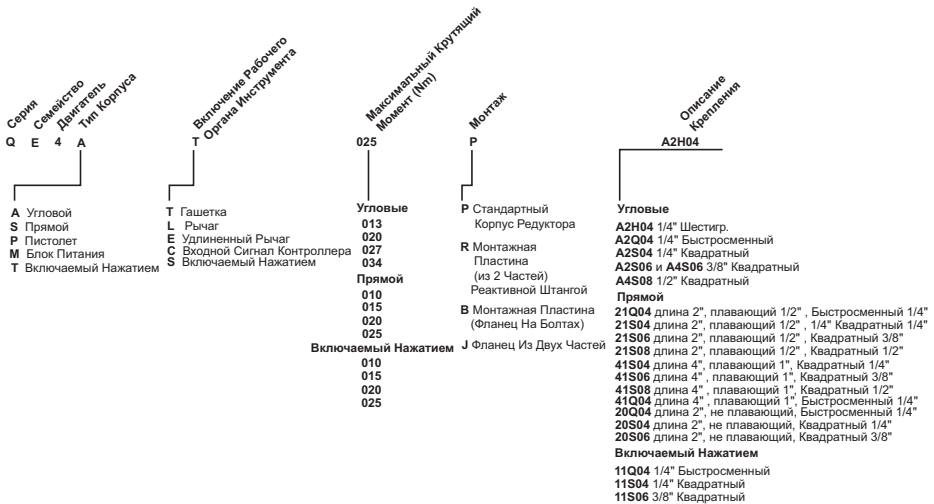 Серия
Семейство
Двигатель
Тип Корпуса
Включение Рабочего
Органа Инструмента
Максимальный Крутящий
Момент (Nm)
Монтаж
Описание
Крепления
Q E 4 A T 025 P A2H04
A Угловой
S Прямой
P Пистолет
M Блок Питания
T Включаемый Нажатием
T Гашетка
L Рычаг
E Удлиненный Рычаг
C Входной Сигнал Контроллера
S Включаемый Нажатием
Угловые
013
020
027
034
Прямой
010
015
020
025
Включаемый Нажатием
010
015
020
025
P Стандартный
Корпус Редуктора
R Монтажная
Пластина
(из 2 Частей)
Реактивной Штангой
B Монтажная Пластина
(Фланец На Болтах)
J Фланец Из Двух Частей
Угловые
A2H04 1/4" Шестигр.
A2Q04 1/4" Быстросменный
A2S04 1/4" Квадратный
A2S06 и A4S06 3/8" Квадратный
A4S08 1/2" Квадратный
Прямой
21Q04 длина 2", плавающий 1/2" , Быстросменный 1/4"
21S04 длина 2", плавающий 1/2" , 1/4" Квадратный 1/4"
21S06 длина 2", плавающий 1/2" , Квадратный 3/8"
21S08 длина 2", плавающий 1/2" , Квадратный 1/2"
41S04 длина 4", плавающий 1", Квадратный 1/4"
41S06 длина 4" , плавающий 1", Квадратный 3/8"
41S08 длина 4" , плавающий 1", Квадратный 1/2"
41Q04 длина 4" , плавающий 1", Быстросменный 1/4"
20Q04 длина 2", не плавающий, Быстросменный 1/4"
20S04 длина 2", не плавающий, Квадратный 1/4"
20S06 длина 2", не плавающий, Квадратный 3/8"
Включаемый Нажатием
11Q04 1/4" Быстросменный
11S04 1/4" Квадратный
11S06 3/8" Квадратный